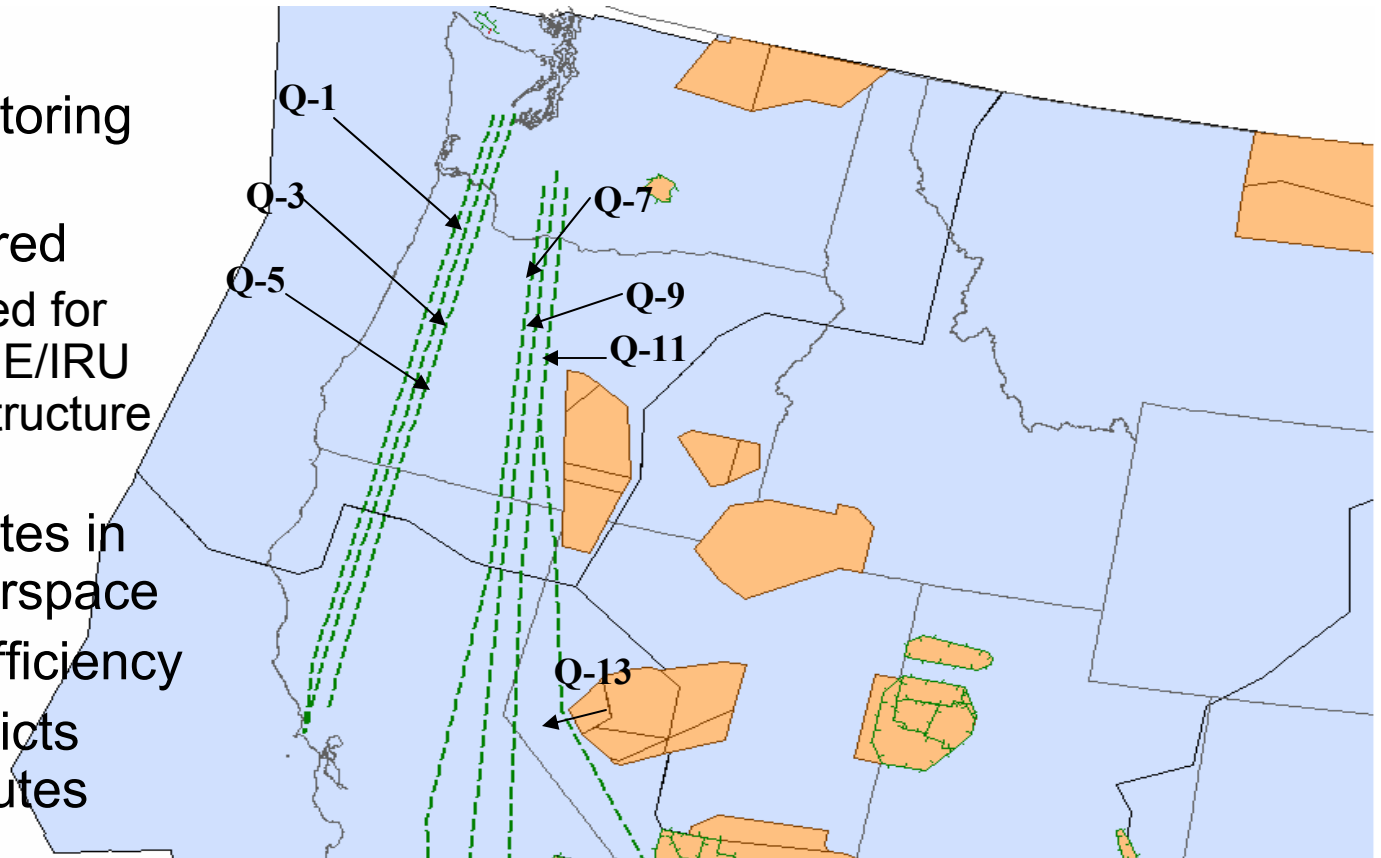 toring
red
ed for
E/IRU
tructure
tes in
rspace
fficiency
icts
utes
Q-1
Q-3
Q-5
Q-7
Q-9
Q-11
Q-13